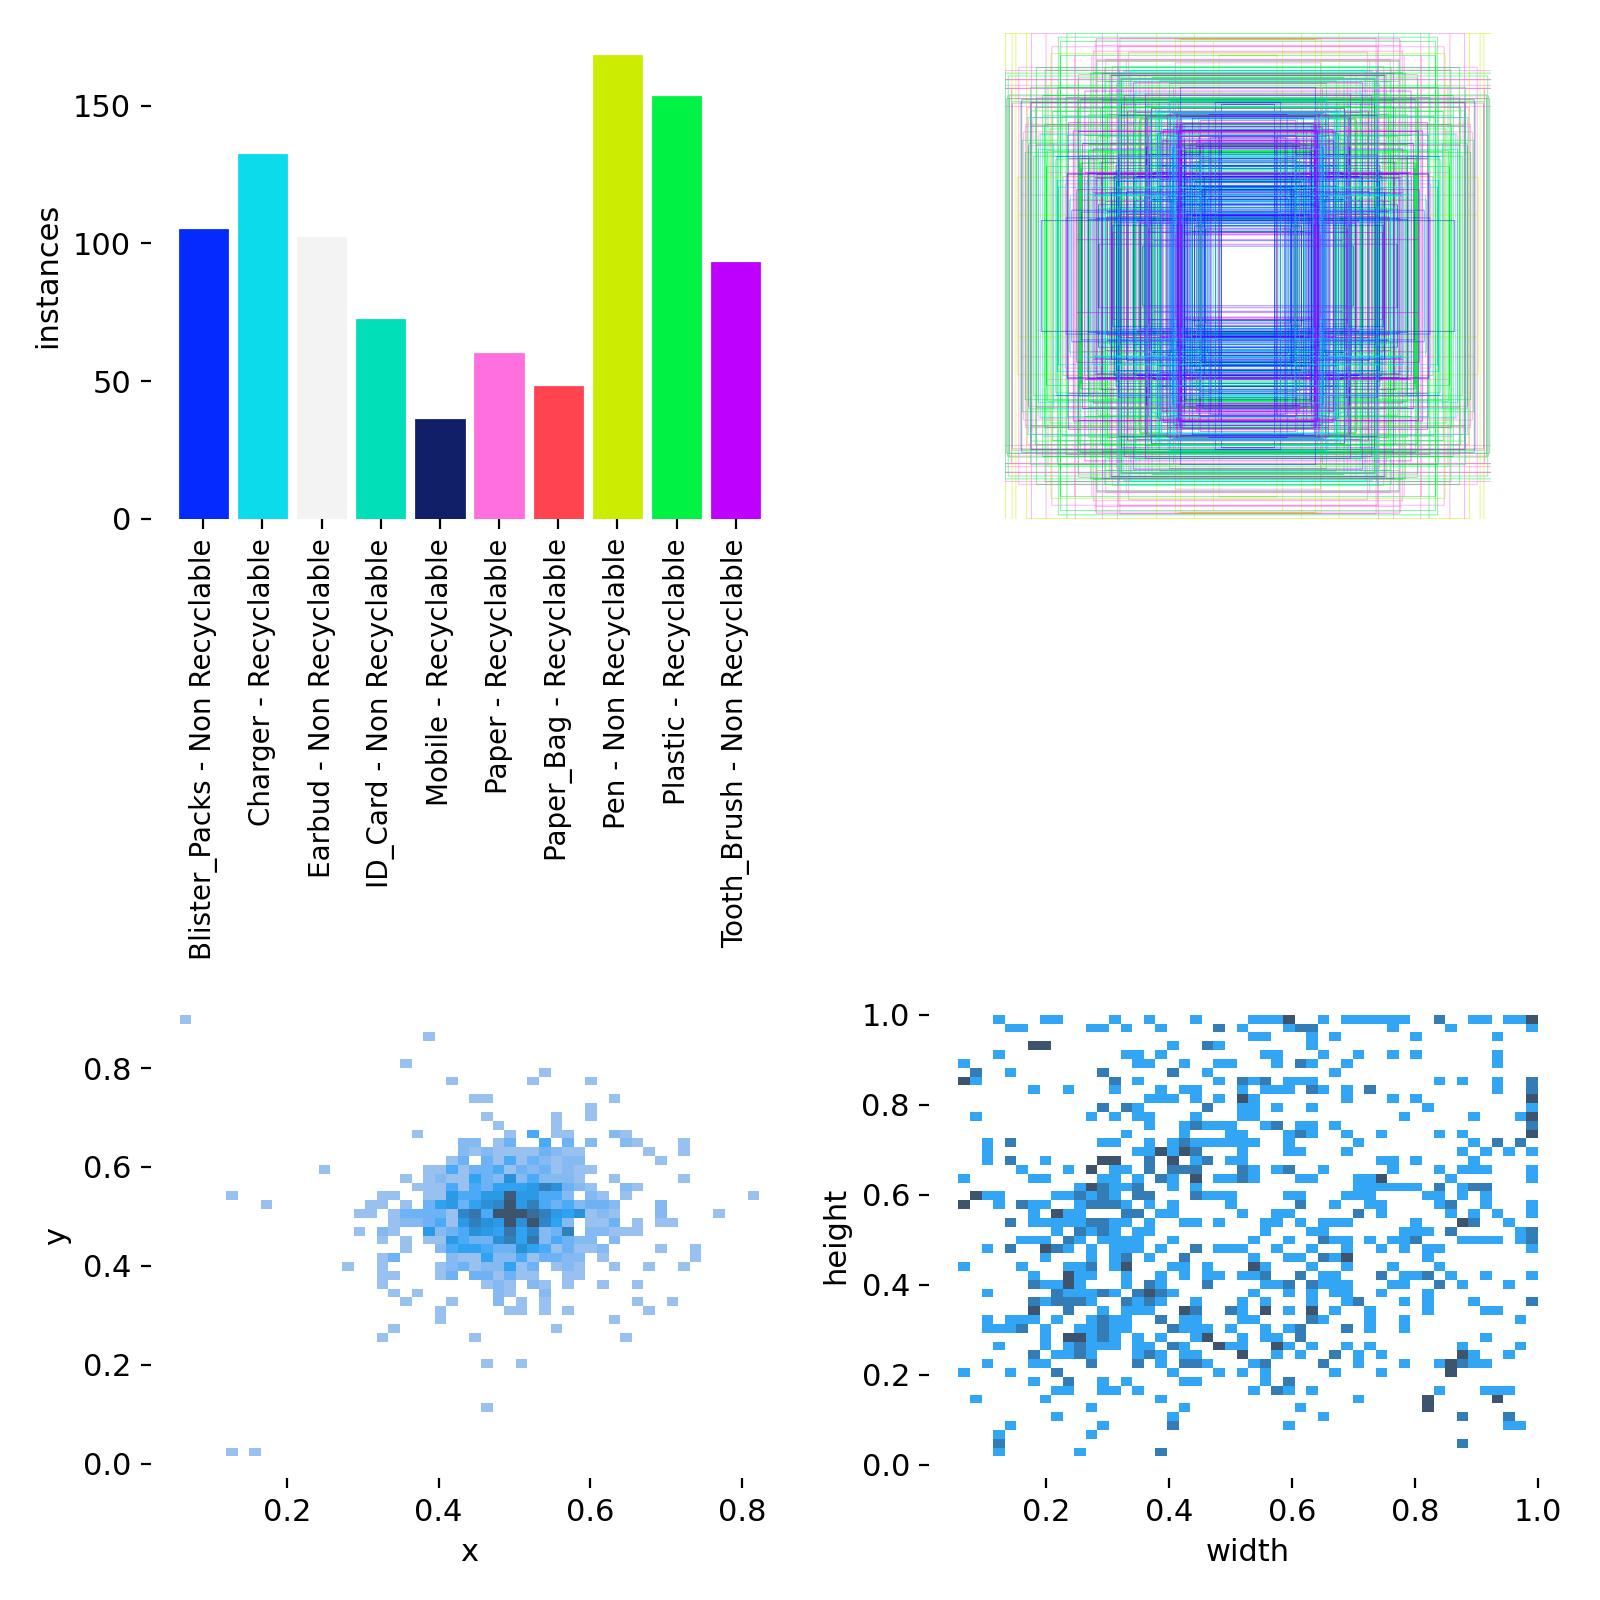 instances
150
100
50
0
Blister_Packs - Non Recyclable
Charger - Recyclable
Earbud - Non Recyclable
ID_Card - Non Recyclable
Mobile - Recyclable
Paper - Recyclable
Paper_Bag - Recyclable
Pen - Non Recyclable
Plastic - Recyclable
Tooth_Brush - Non Recyclable
y
0.8
0.6
0.4
0.2
0.0
0.2 0.4 0.6 0.8
x
height
1.0
0.8
0.6
0.4
0.2
0.0
0.2 0.4 0.6 0.8 1.0
width